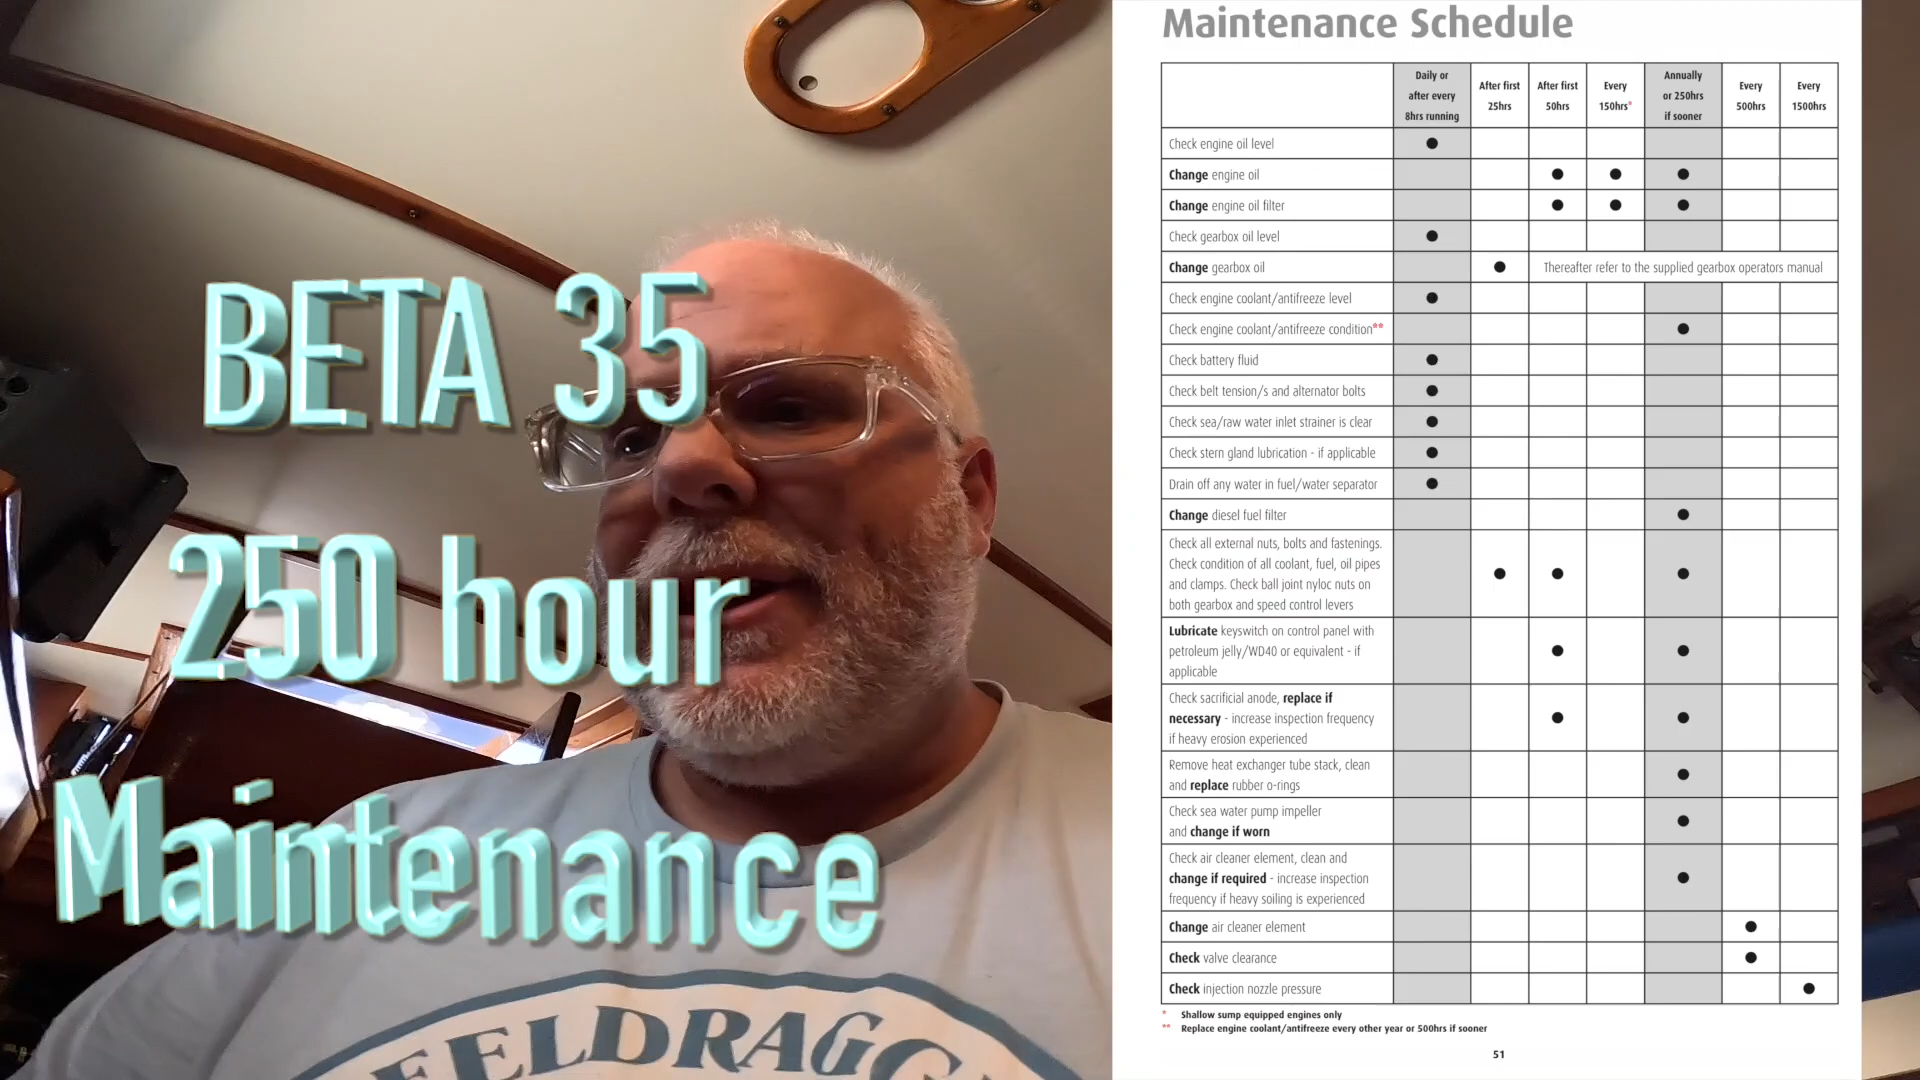 BETA 35
250 hour
Maintenance
Maintenance Schedule
Daily or after every 8hrs running
After first 25hrs
After first 50hrs
Every 150hrs*
Annually or 250hrs if sooner
Every 500hrs
Every 1500hrs
Check engine oil level
Change engine oil
Change engine oil filter
Check gearbox oil level
Change gearbox oil
Thereafter refer to the supplied gearbox operators manual
Check engine coolant/antifreeze level
Check engine coolant/antifreeze condition**
Check battery fluid
Check belt tension/s and alternator bolts
Check sea/raw water inlet strainer is clear
Check stern gland lubrication - if applicable
Drain off any water in fuel/water separator
Change diesel fuel filter
Check all external nuts, bolts and fastenings.
Check condition of all coolant, fuel, oil pipes
and clamps. Check ball joint nyloc nuts on
both gearbox and speed control levers
Lubricate keyswitch on control panel with
petroleum jelly/WD40 or equivalent - if
applicable
Check sacrificial anode, replace if
necessary - increase inspection frequency
if heavy erosion experienced
Remove heat exchanger tube stack, clean
and replace rubber o-rings
Check sea water pump impeller
and change if worn
Check air cleaner element, clean and
change if required - increase inspection
frequency if heavy soiling is experienced
Change air cleaner element
Check valve clearance
Check injection nozzle pressure
* Shallow sump equipped engines only
** Replace engine coolant/antifreeze every other year or 500hrs if sooner
51